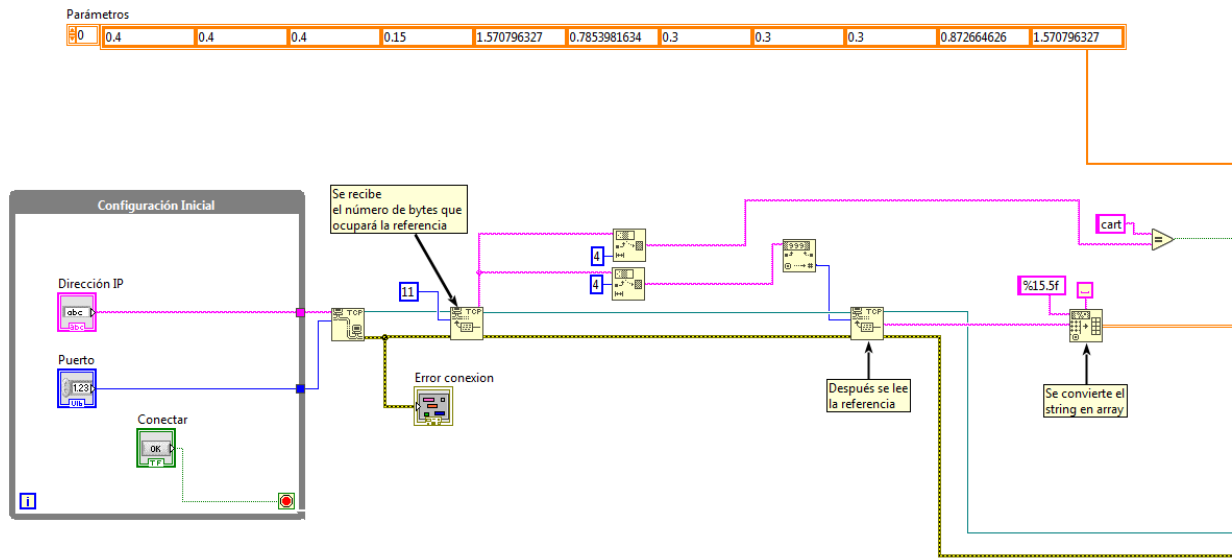 Parámetros
0 0.4 0.4 0.4 0.15 1.570796327 0.7853981634 0.3 0.3 0.3 0.872664626 1.570796327
Configuración Inicial
Dirección IP
abc
abc
Puerto
1.23
U16
Conectar
OK
TF
i
TCP
Se recibe
el número de bytes que
ocupará la referencia
11
TCP
Error conexion
4
4
TCP
Después se lee
la referencia
cart
=
%15.5f
Se convierte el
string en array